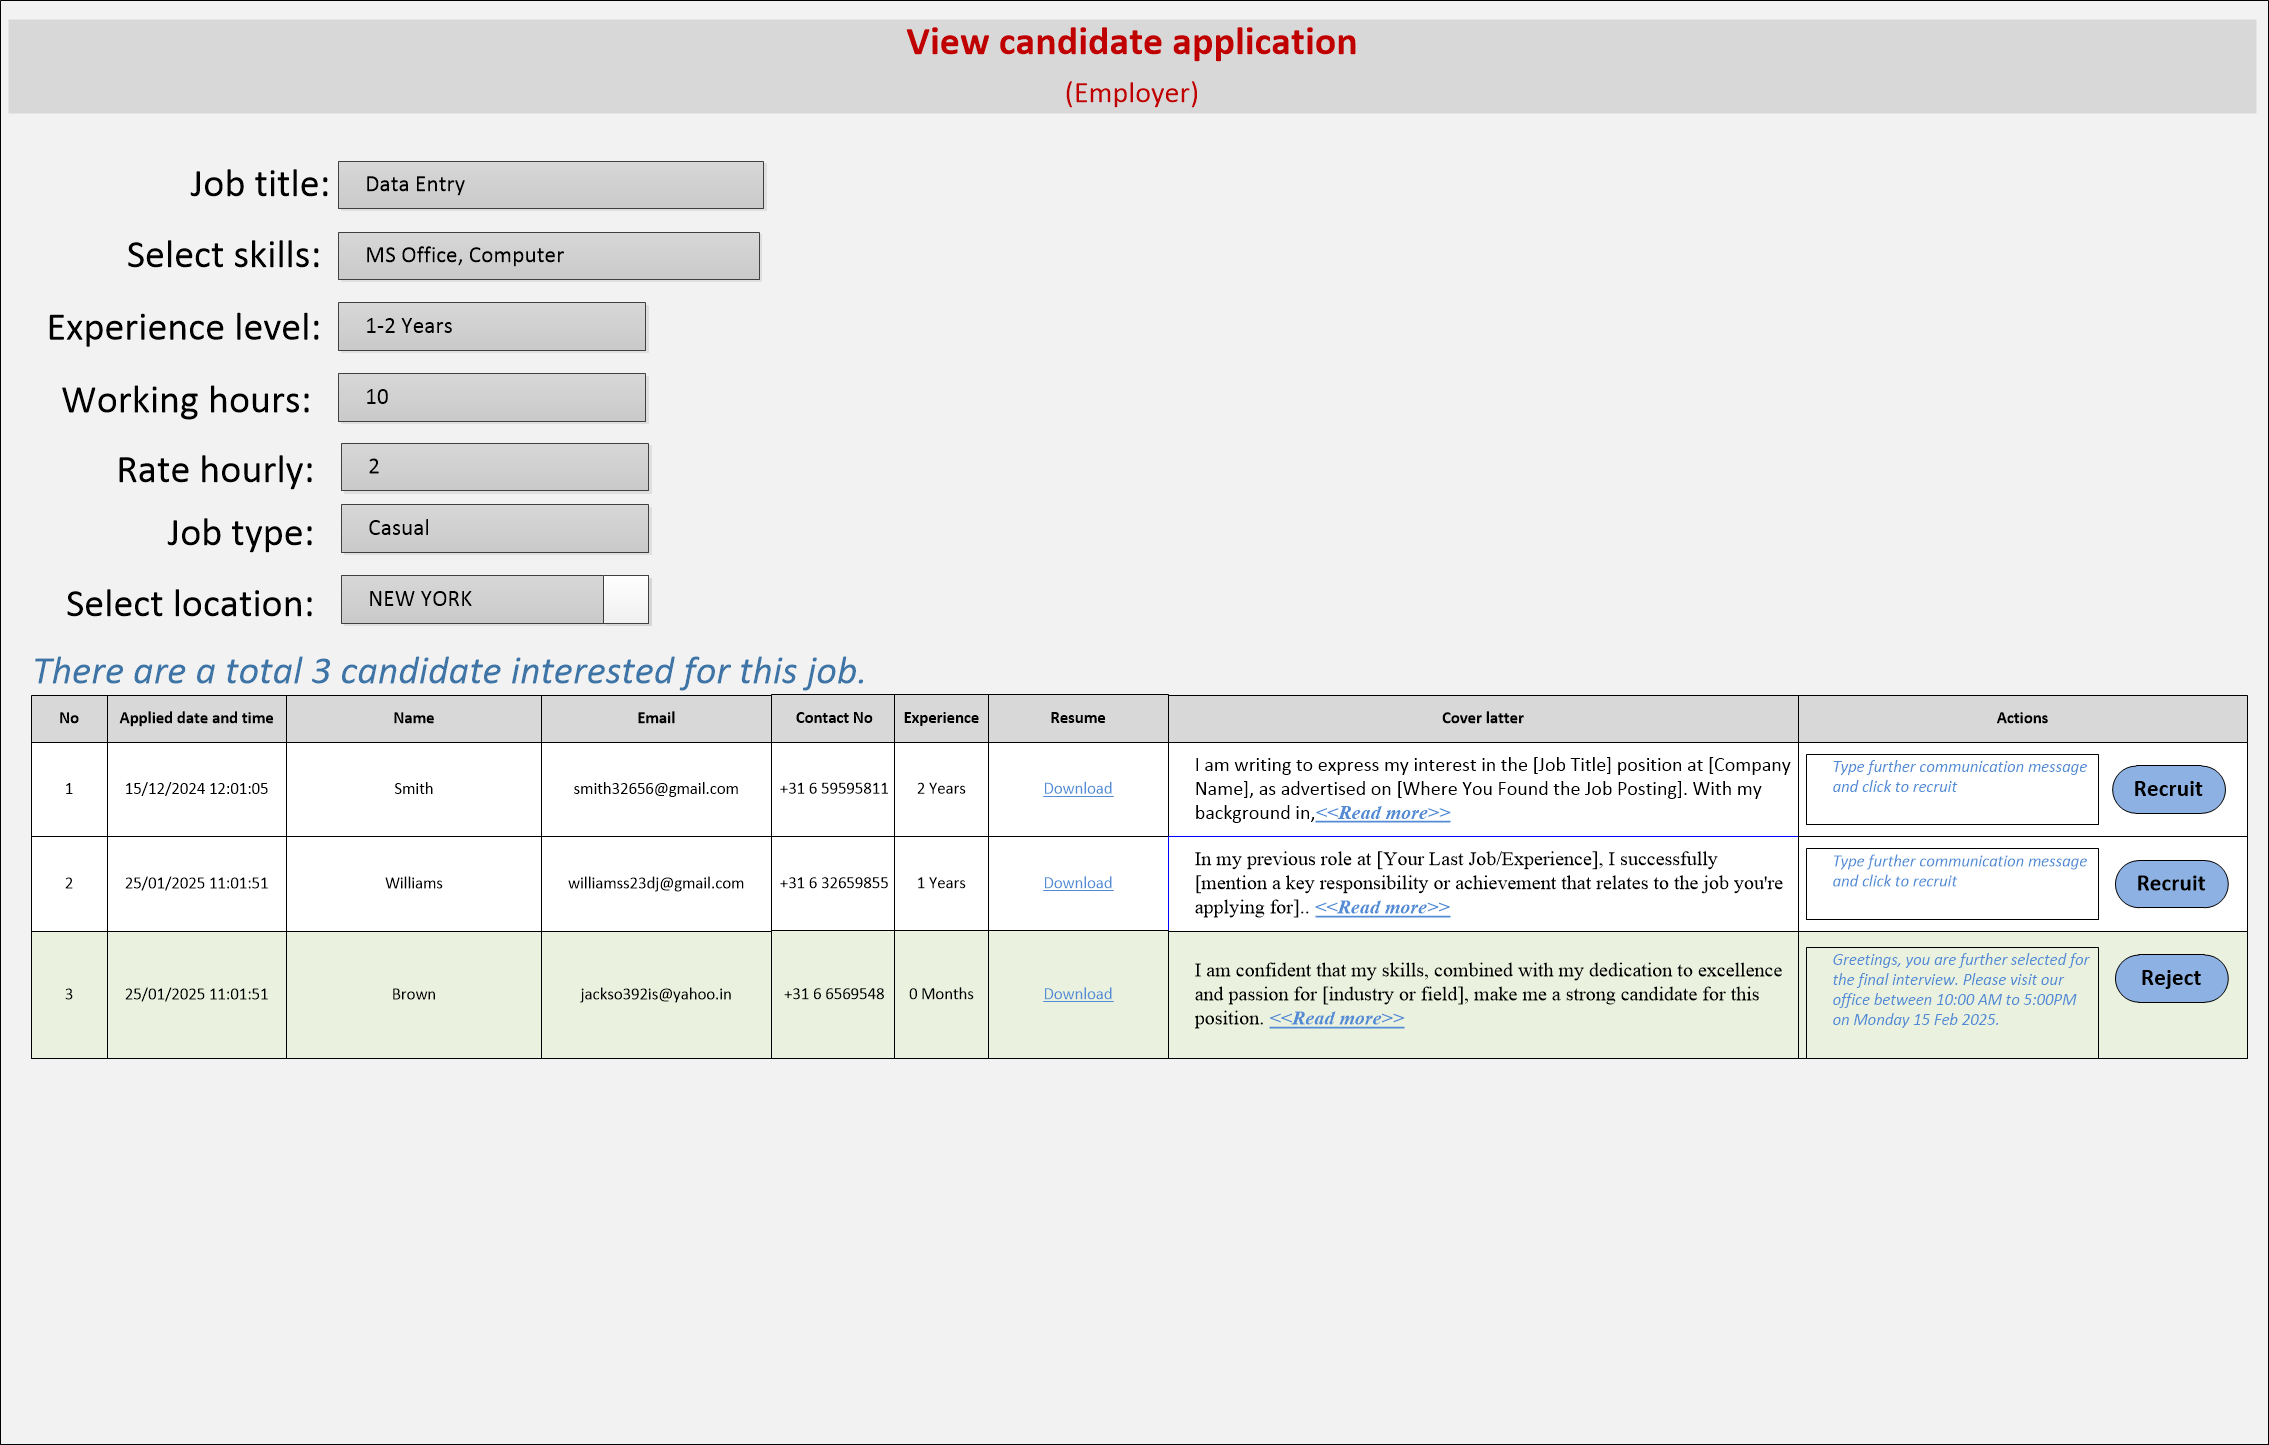 View candidate application
(Employer)
Job title: Data Entry
Select skills: MS Office, Computer
Experience level: 1-2 Years
Working hours: 10
Rate hourly: 2
Job type: Casual
Select location: NEW YORK
There are a total 3 candidate interested for this job.
No Applied date and time Name Email Contact No Experience Resume Cover latter Actions
1 15/12/2024 12:01:05 Smith smith32656@gmail.com +31 6 59595811 2 Years Download
I am writing to express my interest in the [Job Title] position at [Company
Name], as advertised on [Where You Found the Job Posting]. With my
background in,<<Read more>>
Type further communication message
and click to recruit
Recruit
2 25/01/2025 11:01:51 Williams williamss23dj@gmail.com +31 6 32659855 1 Years Download
In my previous role at [Your Last Job/Experience], I successfully
[mention a key responsibility or achievement that relates to the job you're
applying for].. <<Read more>>
Type further communication message
and click to recruit
Recruit
3 25/01/2025 11:01:51 Brown jackso392is@yahoo.in +31 6 6569548 0 Months Download
I am confident that my skills, combined with my dedication to excellence
and passion for [industry or field], make me a strong candidate for this
position. <<Read more>>
Greetings, you are further selected for
the final interview. Please visit our
office between 10:00 AM to 5:00PM
on Monday 15 Feb 2025.
Reject